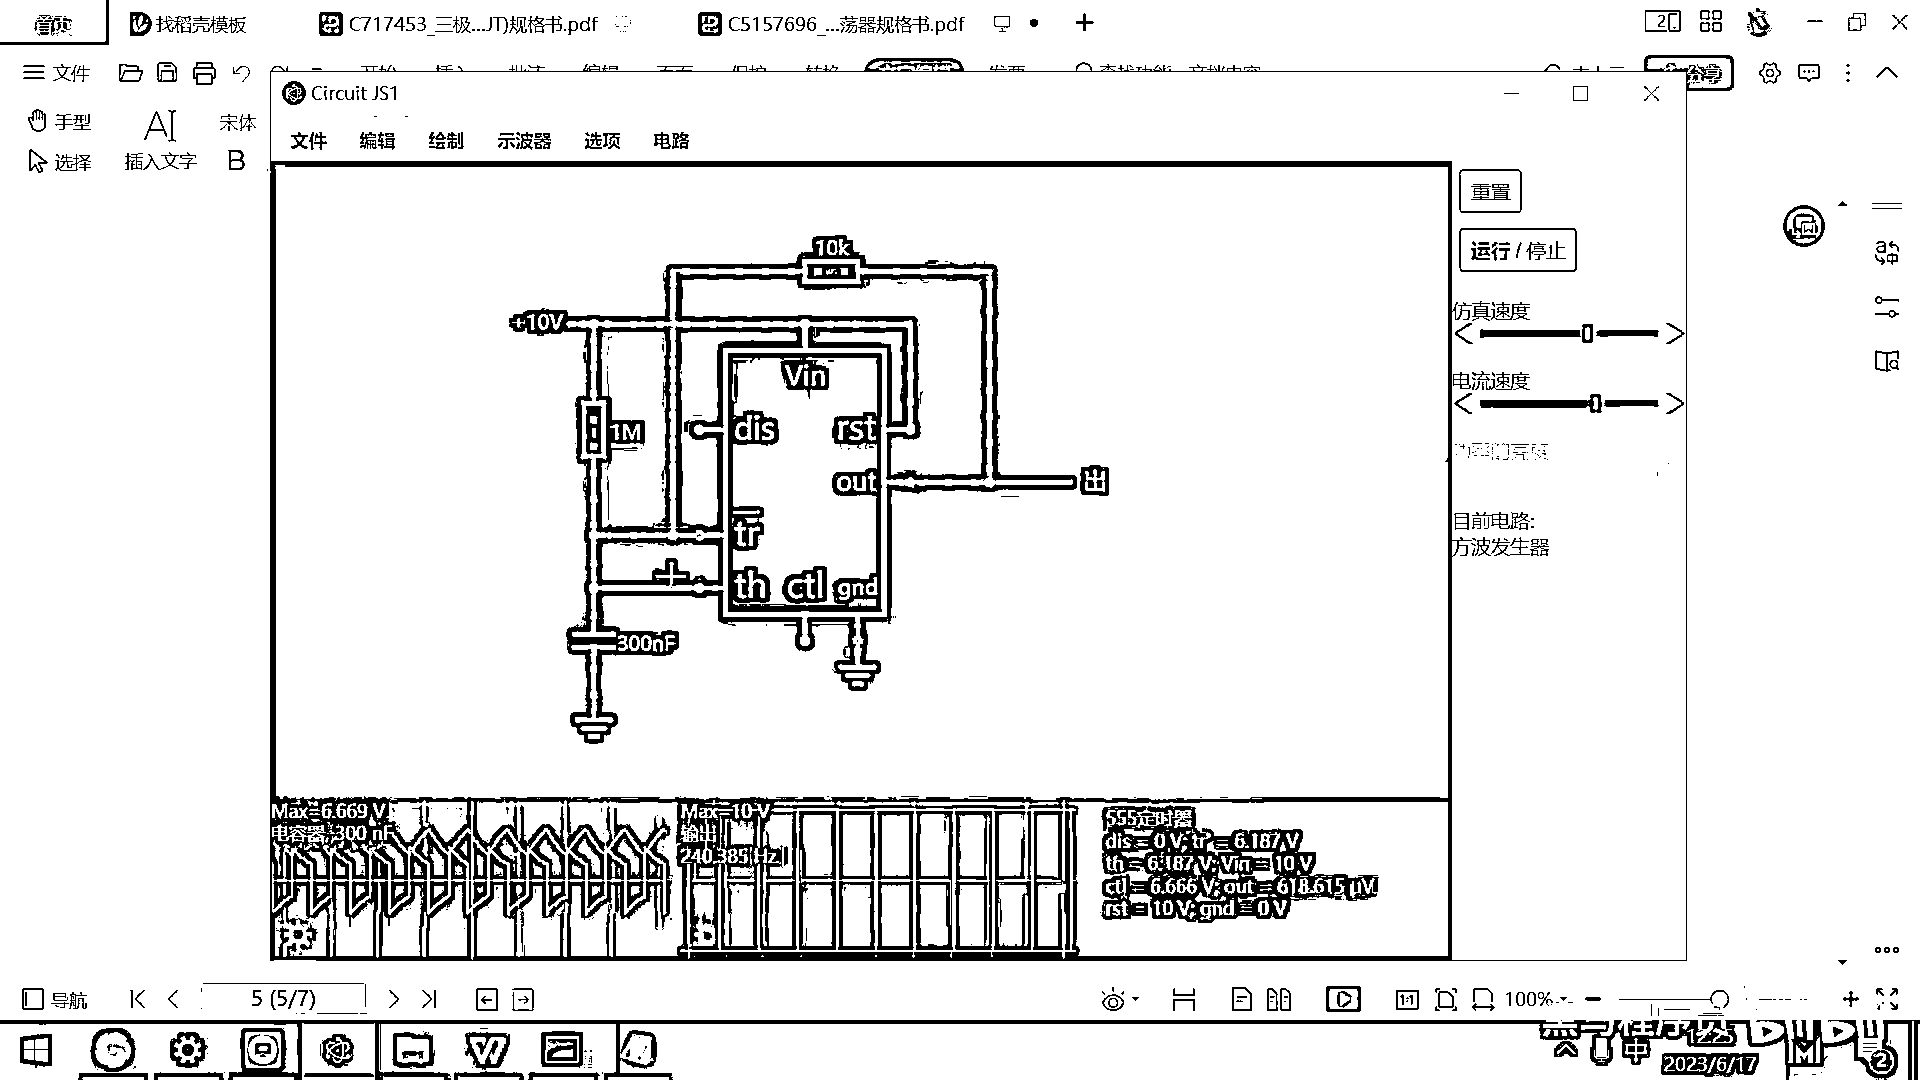 首页
找稻壳模板
C717453_三极...JT)规格书.pdf
C5157696_...荡器规格书.pdf
+
文件
手型
选择
插入文字
宋体
B
Circuit JS1
文件 编辑 绘制 示波器 选项 电路
重置
运行 / 停止
仿真速度
电流速度
目前电路:
方波发生器
10k
+10V
1M
Vin
dis
rst
out
出
tr
th ctl gnd
300nF
Max=6.669 V
电容器, 300 nF
Max=10 V
输出
240.385 Hz
555定时器
dis = 0 V; tr = 6.187 V
th = 6.187 V; Vin = 10 V
ctl = 6.666 V; out = 618.615 μV
rst = 10 V; gnd = 0 V
导航
5 (5/7)
1:1
100%
中
2023/6/17
2